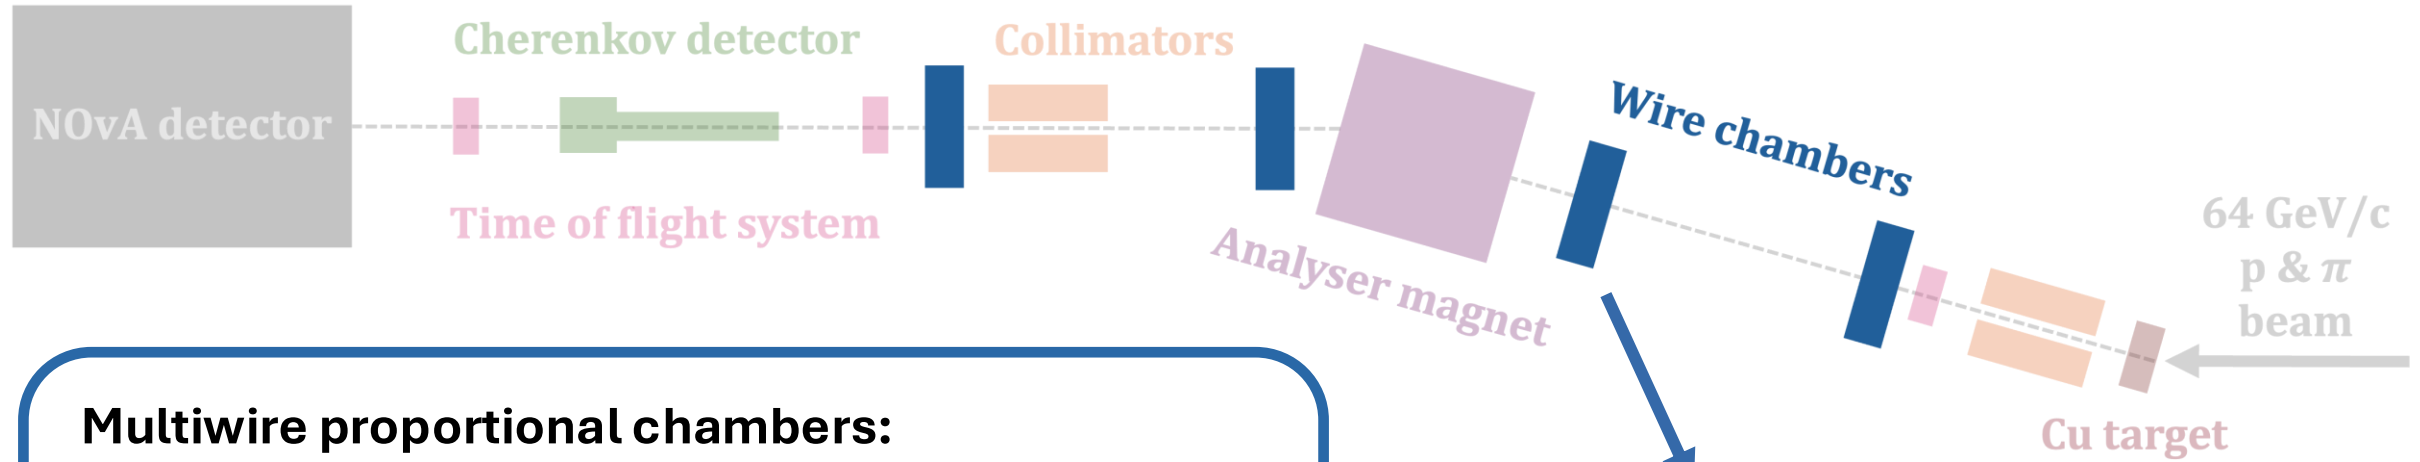 Cherenkov detector
Collimators
NOvA detector
Wire chambers
Time of flight system
Analyser magnet
64 GeV/c
p & π
beam
Cu target
Multiwire proportional chambers: